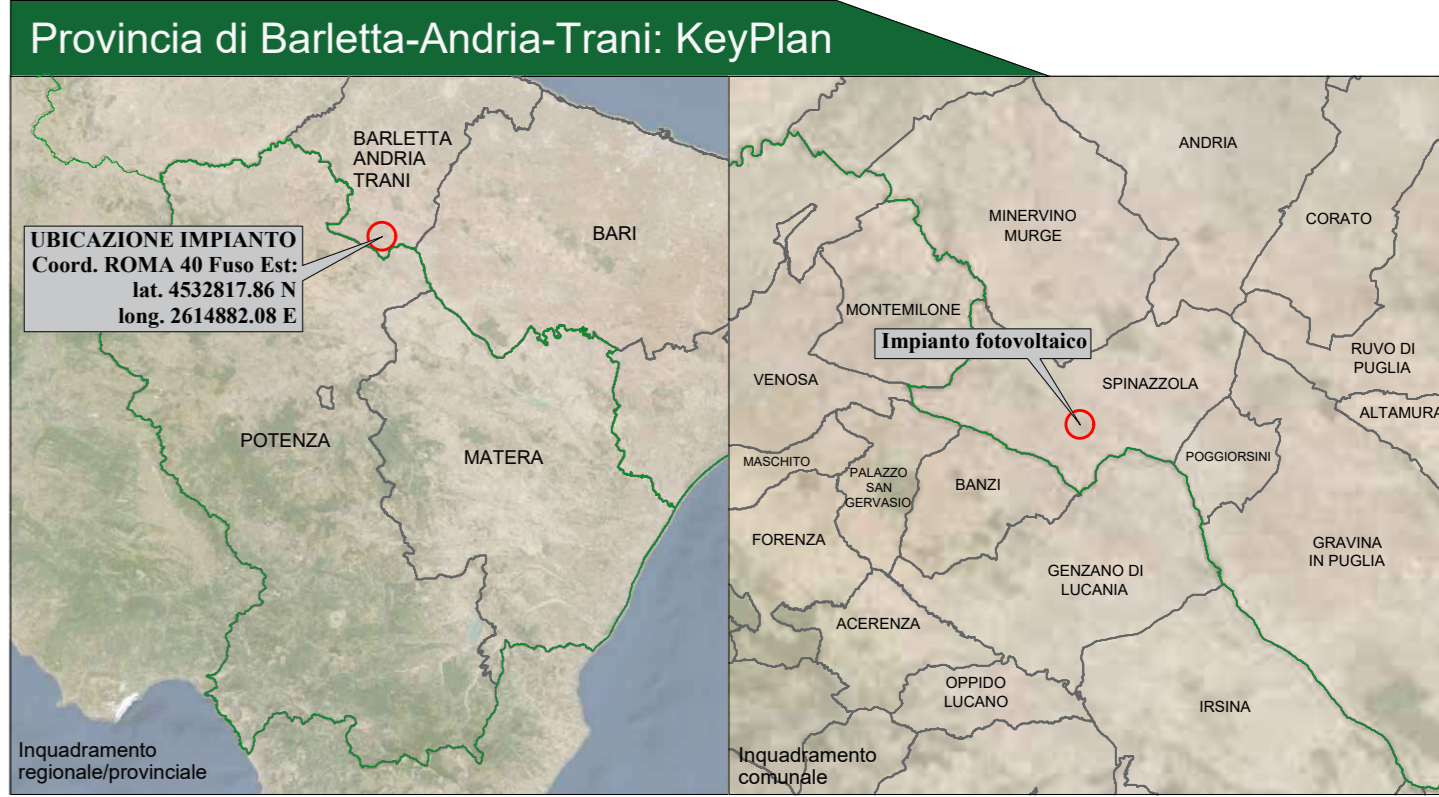 Provincia di Barletta-Andria-Trani: KeyPlan
BARLETTA
ANDRIA
TRANI
BARI
UBICAZIONE IMPIANTO
Coord. ROMA 40 Fuso Est:
lat. 4532817.86 N
long. 2614882.08 E
POTENZA
MATERA
Inquadramento
regionale/provinciale
ANDRIA
MINERVINO
MURGE
CORATO
MONTEMILONE
Impianto fotovoltaico
RUVO DI
PUGLIA
VENOSA
SPINAZZOLA
ALTAMURA
MASCHITO
PALAZZO
SAN
GERVASIO
BANZI
POGGIORSINI
FORENZA
GRAVINA
IN PUGLIA
GENZANO DI
LUCANIA
ACERENZA
OPPIDO
LUCANO
IRSINA
Inquadramento
comunale